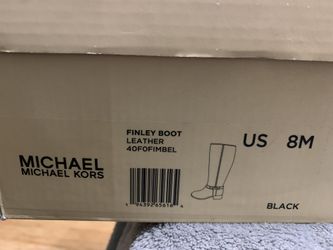 FINLEY BOOT
LEATHER
40F0FIMBEL
US 8M
MICHAEL
MICHAEL KORS
BLACK